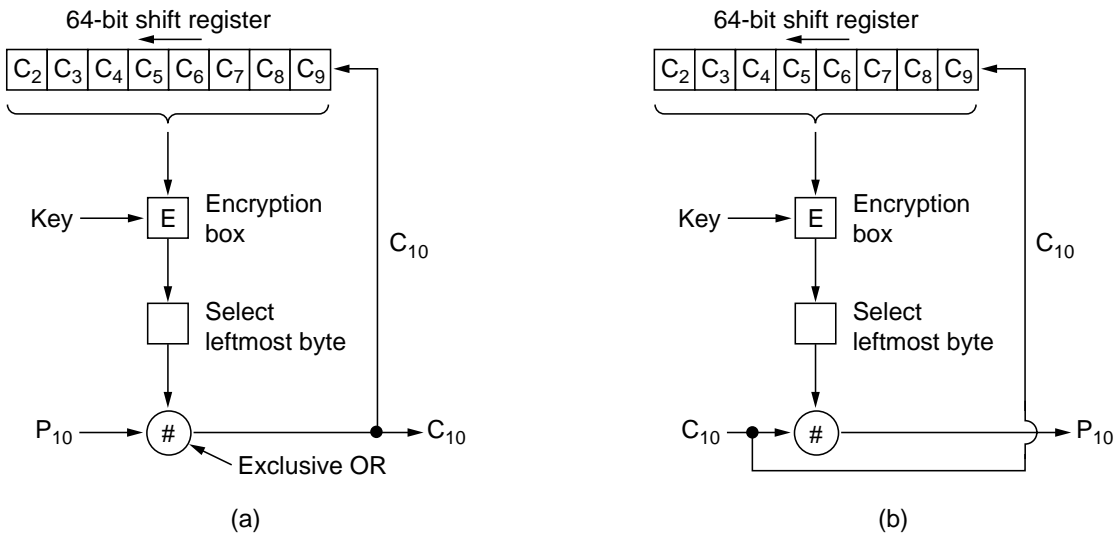 64-bit shift register
C2 C3 C4 C5 C6 C7 C8 C9
Key
E
Encryption
box
C10
Select
leftmost byte
P10
#
C10
Exclusive OR
(a)
64-bit shift register
C2 C3 C4 C5 C6 C7 C8 C9
Key
E
Encryption
box
C10
Select
leftmost byte
C10
#
P10
(b)